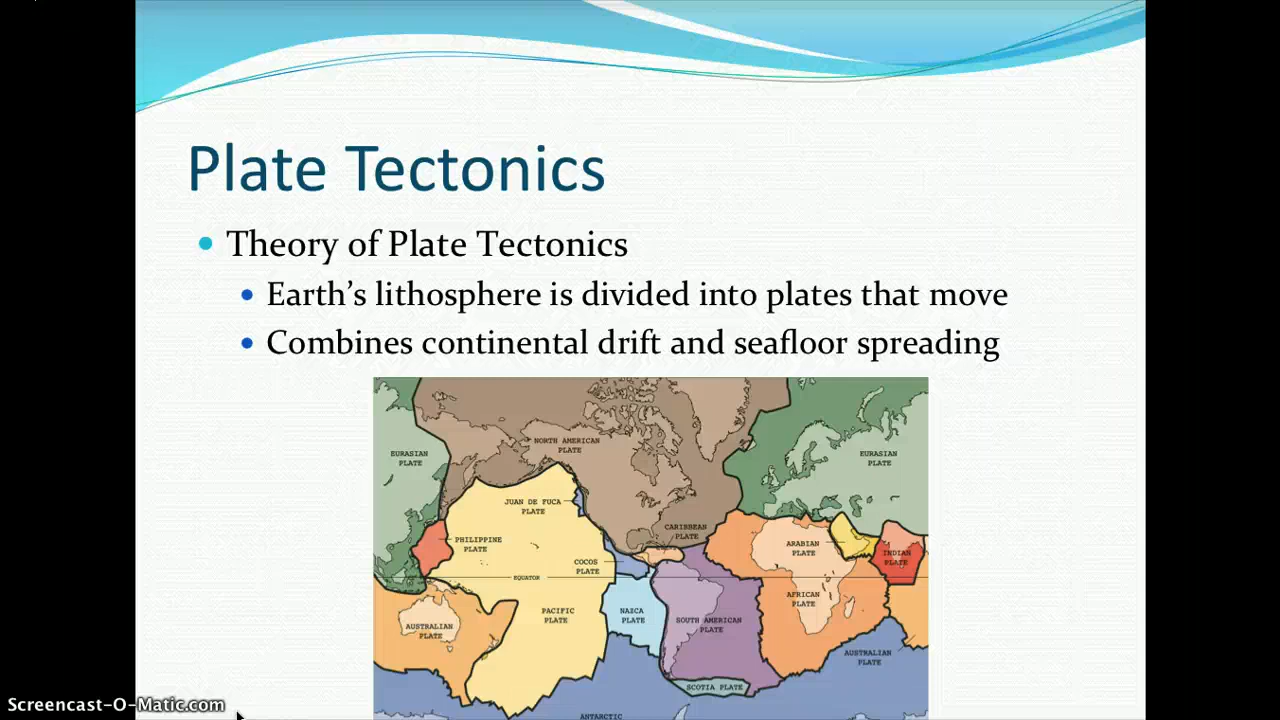 Plate Tectonics
Theory of Plate Tectonics
Earth's lithosphere is divided into plates that move
Combines continental drift and seafloor spreading
NORTH AMERICAN
PLATE
EURASIAN
PLATE
EURASIAN
PLATE
JUAN DE FUCA
PLATE
CARIBBEAN
PLATE
PHILIPPINE
PLATE
ARABIAN
PLATE
INDIAN
PLATE
COCOS
PLATE
EQUATOR
AFRICAN
PLATE
PACIFIC
PLATE
NAZCA
PLATE
SOUTH AMERICAN
PLATE
AUSTRALIAN
PLATE
AUSTRALIAN
PLATE
SCOTIA PLATE
ANTARCTIC
Screencast-O-Matic.com